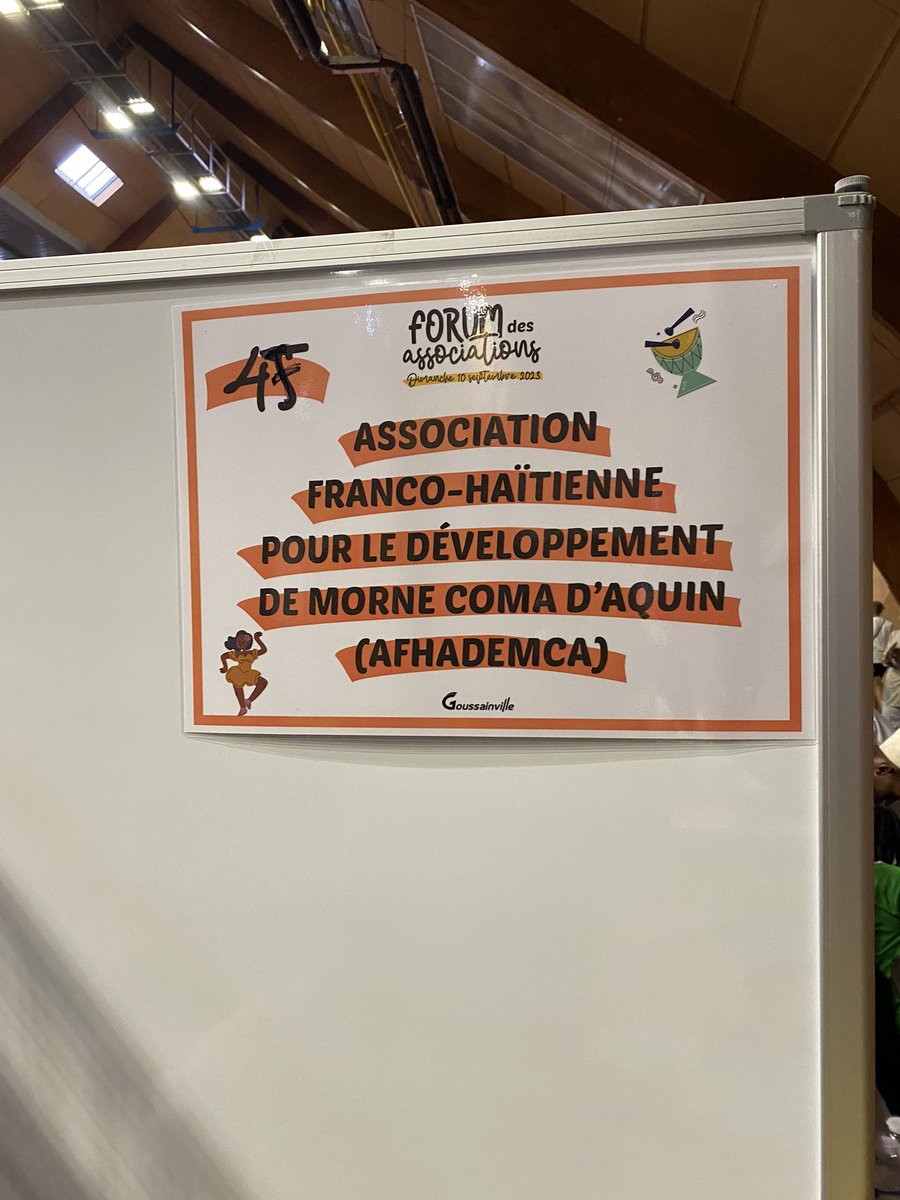 FORUM des
associations
Dimanche 10 septembre 2023
45
ASSOCIATION
FRANCO-HAÏTIENNE
POUR LE DÉVELOPPEMENT
DE MORNE COMA D'AQUIN
(AFHADEMCA)
Goussainville